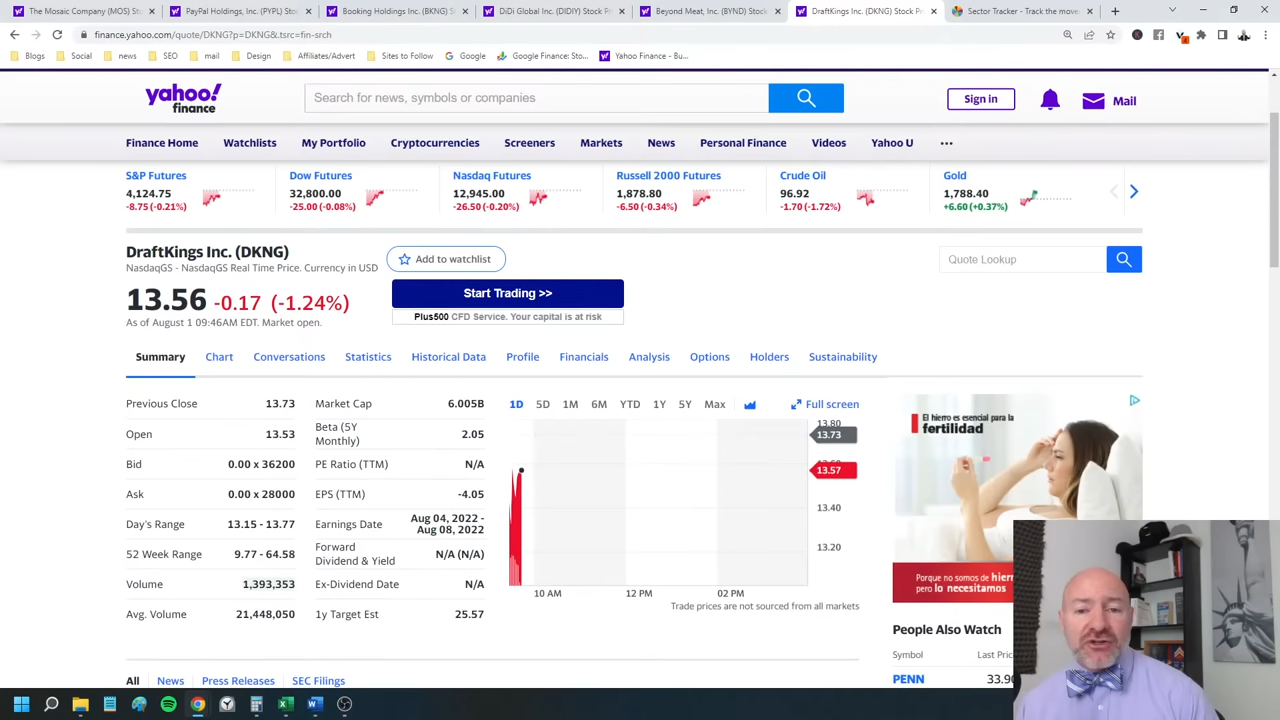 The Mosaic Company (MOS) St
PayPal Holdings, Inc. (PYPL) Stoc
Booking Holdings Inc. (BKNG) S
DiDi Global Inc. (DIDIY) Stock Pr
Beyond Meat, Inc. (BYND) Stock
DraftKings Inc. (DKNG) Stock P
Sector Tracker - Track the move
finance.yahoo.com/quote/DKNG?p=DKNG&.tsrc=fin-srch
Blogs Social news SEO mail Design Affiliates/Advert Sites to Follow Google Google Finance: Sto... Yahoo Finance - Bu...
yahoo!
finance
Search for news, symbols or companies
Sign in
Mail
Finance Home Watchlists My Portfolio Cryptocurrencies Screeners Markets News Personal Finance Videos Yahoo U ...
S&P Futures
4,124.75
-8.75 (-0.21%)
Dow Futures
32,800.00
-25.00 (-0.08%)
Nasdaq Futures
12,945.00
-26.50 (-0.20%)
Russell 2000 Futures
1,878.80
-6.50 (-0.34%)
Crude Oil
96.92
-1.70 (-1.72%)
Gold
1,788.40
+6.60 (+0.37%)
DraftKings Inc. (DKNG)
NasdaqGS - NasdaqGS Real Time Price. Currency in USD
Add to watchlist
Quote Lookup
13.56 -0.17 (-1.24%)
As of August 1 09:46AM EDT. Market open.
Start Trading >>
Plus500 CFD Service. Your capital is at risk
Summary Chart Conversations Statistics Historical Data Profile Financials Analysis Options Holders Sustainability
Previous Close 13.73
Open 13.53
Bid 0.00 x 36200
Ask 0.00 x 28000
Day's Range 13.15 - 13.77
52 Week Range 9.77 - 64.58
Volume 1,393,353
Avg. Volume 21,448,050
Market Cap 6.005B
Beta (5Y
Monthly) 2.05
PE Ratio (TTM) N/A
EPS (TTM) -4.05
Earnings Date Aug 04, 2022 -
Aug 08, 2022
Forward
Dividend & Yield N/A (N/A)
Ex-Dividend Date N/A
1y Target Est 25.57
1D 5D 1M 6M YTD 1Y 5Y Max Full screen
13.80
13.73
13.57
13.40
13.20
10 AM 12 PM 02 PM
Trade prices are not sourced from all markets
El hierro es esencial para la
fertilidad
Porque no somos de hierr
pero lo necesitamos
People Also Watch
Symbol Last Pric
PENN 33.90
All News Press Releases SEC Filings